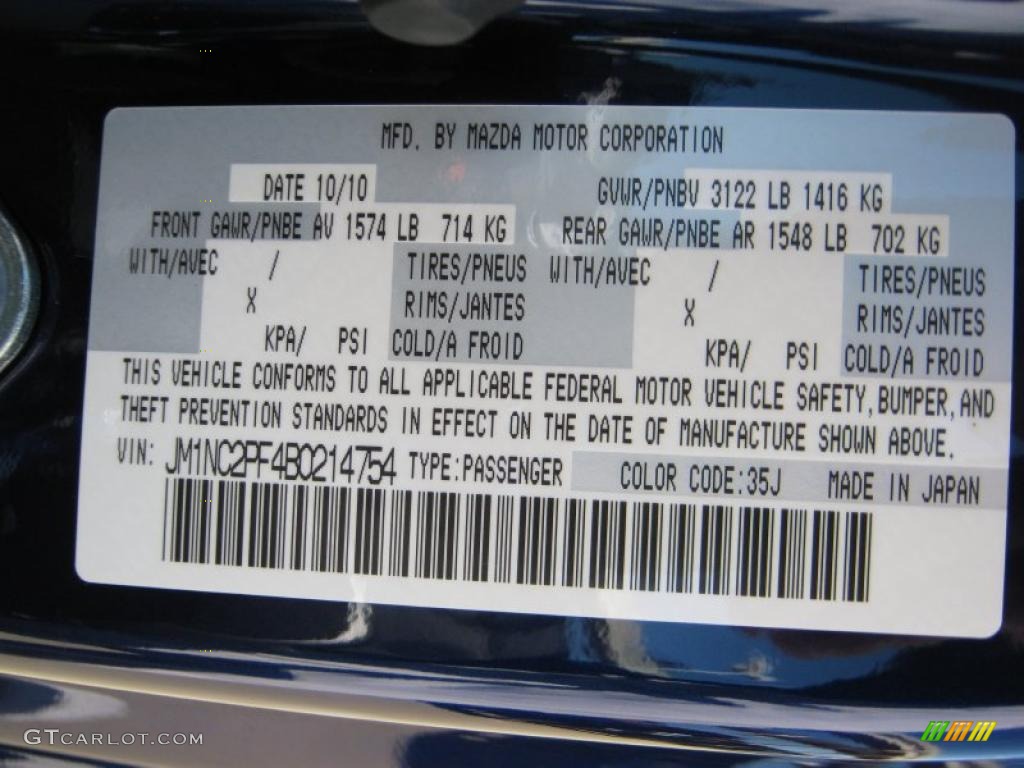 MFD. BY MAZDA MOTOR CORPORATION
DATE 10/10 GVWR/PNBV 3122 LB 1416 KG
FRONT GAWR/PNBE AV 1574 LB 714 KG REAR GAWR/PNBE AR 1548 LB 702 KG
WITH/AVEC / TIRES/PNEUS WITH/AVEC / TIRES/PNEUS
X RIMS/JANTES X RIMS/JANTES
KPA/ PSI COLD/A FROID KPA/ PSI COLD/A FROID
THIS VEHICLE CONFORMS TO ALL APPLICABLE FEDERAL MOTOR VEHICLE SAFETY, BUMPER, AND
THEFT PREVENTION STANDARDS IN EFFECT ON THE DATE OF MANUFACTURE SHOWN ABOVE.
VIN: JM1NC2PF4B0214754 TYPE:PASSENGER COLOR CODE:35J MADE IN JAPAN
GTCARLOT.COM